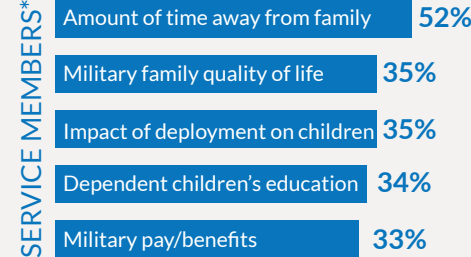 SERVICE MEMBERS*
Amount of time away from family 52%
Military family quality of life 35%
Impact of deployment on children 35%
Dependent children’s education 34%
Military pay/benefits 33%